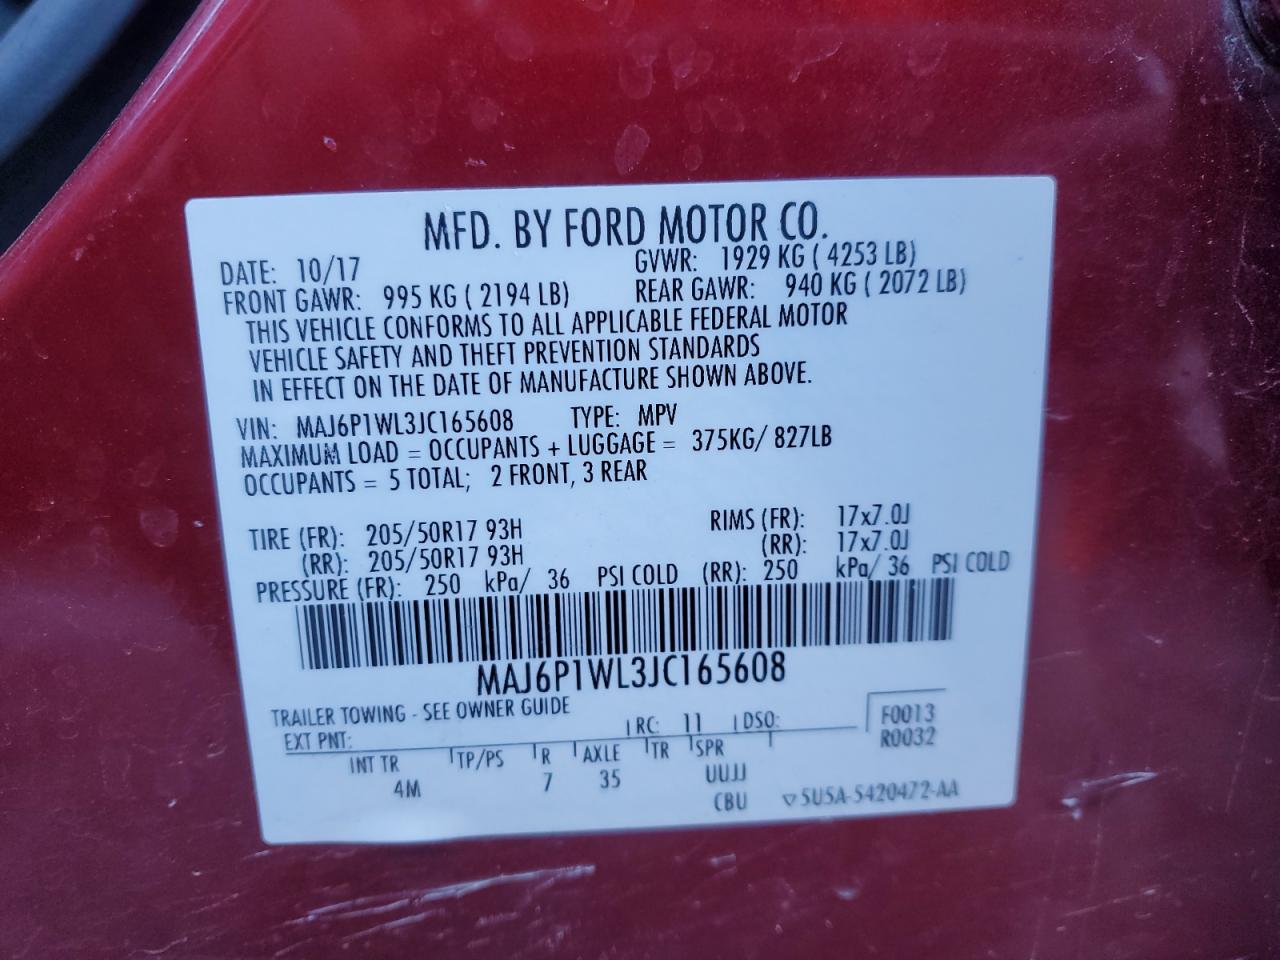 MFD. BY FORD MOTOR CO.
DATE: 10/17 GVWR: 1929 KG ( 4253 LB)
FRONT GAWR: 995 KG ( 2194 LB) REAR GAWR: 940 KG ( 2072 LB)
THIS VEHICLE CONFORMS TO ALL APPLICABLE FEDERAL MOTOR
VEHICLE SAFETY AND THEFT PREVENTION STANDARDS
IN EFFECT ON THE DATE OF MANUFACTURE SHOWN ABOVE.
VIN: MAJ6P1WL3JC165608 TYPE: MPV
MAXIMUM LOAD = OCCUPANTS + LUGGAGE = 375KG/ 827LB
OCCUPANTS = 5 TOTAL; 2 FRONT, 3 REAR
TIRE (FR): 205/50R17 93H RIMS (FR): 17x7.0J
(RR): 205/50R17 93H (RR): 17x7.0J
PRESSURE (FR): 250 kPa/ 36 PSI COLD (RR): 250 kPa/ 36 PSI COLD
MAJ6P1WL3JC165608
TRAILER TOWING - SEE OWNER GUIDE
EXT PNT: RC: 11 DSO: F0013
R0032
INT TR TP/PS R AXLE TR SPR
4M 7 35 UUJJ
CBU ▽5U5A-5420472-AA